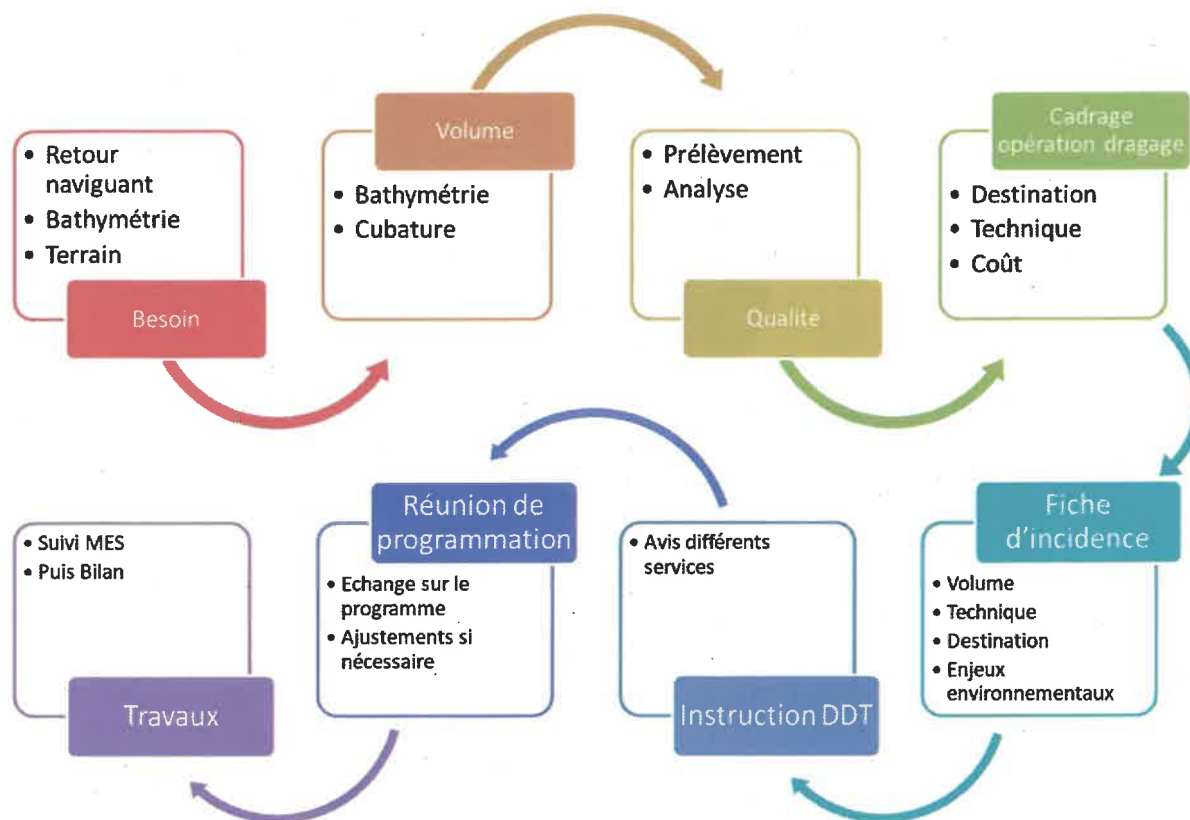 • Retour
naviguant
• Bathymétrie
• Terrain
Besoin
Volume
• Bathymétrie
• Cubature
• Prélèvement
• Analyse
Qualité
Cadrage
opération dragage
• Destination
• Technique
• Coût
Fiche
d'incidence
• Volume
• Technique
• Destination
• Enjeux
environnementaux
• Avis différents
services
Instruction DDT
Réunion de
programmation
• Echange sur le
programme
• Ajustements si
nécessaire
• Suivi MES
• Puis Bilan
Travaux